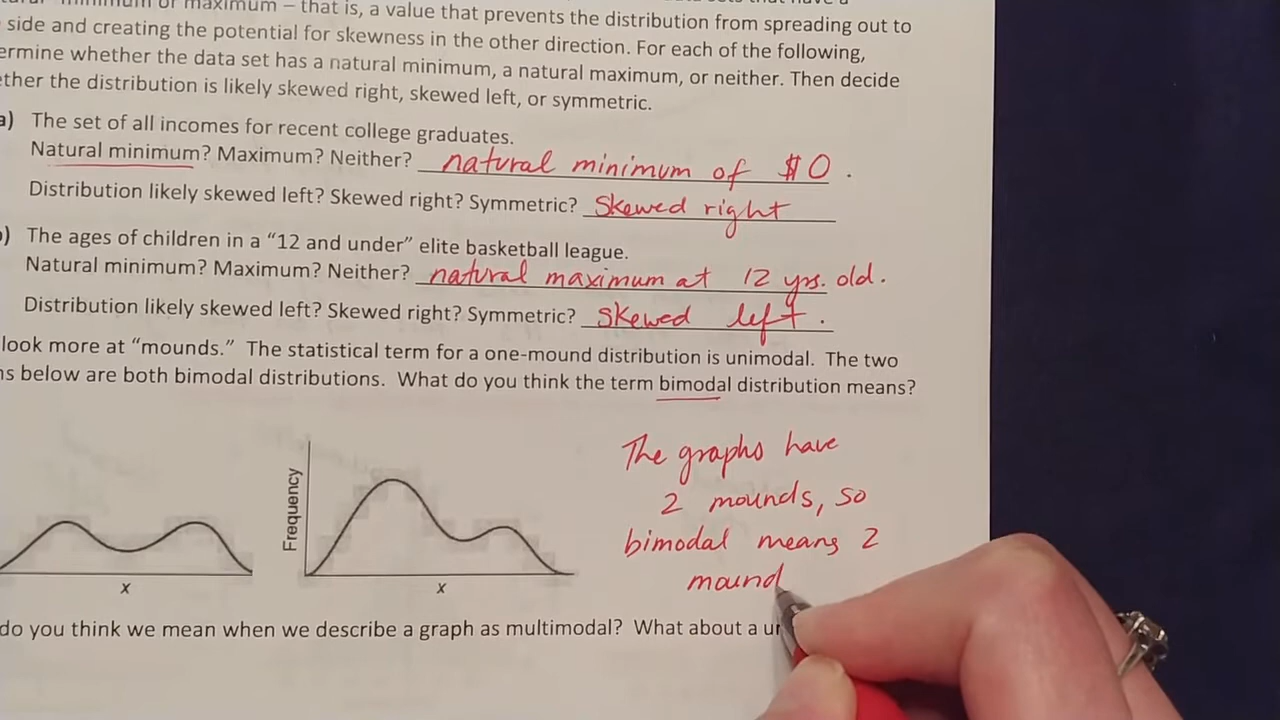 minimum or maximum – that is, a value that prevents the distribution from spreading out to
side and creating the potential for skewness in the other direction. For each of the following,
ermine whether the data set has a natural minimum, a natural maximum, or neither. Then decide
ether the distribution is likely skewed right, skewed left, or symmetric.
a) The set of all incomes for recent college graduates.
Natural minimum? Maximum? Neither? natural minimum of $0.
Distribution likely skewed left? Skewed right? Symmetric? Skewed right
) The ages of children in a “12 and under” elite basketball league.
Natural minimum? Maximum? Neither? natural maximum at 12 yrs. old.
Distribution likely skewed left? Skewed right? Symmetric? skewed left.
look more at “mounds.” The statistical term for a one-mound distribution is unimodal. The two
ns below are both bimodal distributions. What do you think the term bimodal distribution means?
The graphs have
2 mounds, so
bimodal means 2
mound
Frequency
x
x
do you think we mean when we describe a graph as multimodal? What about a